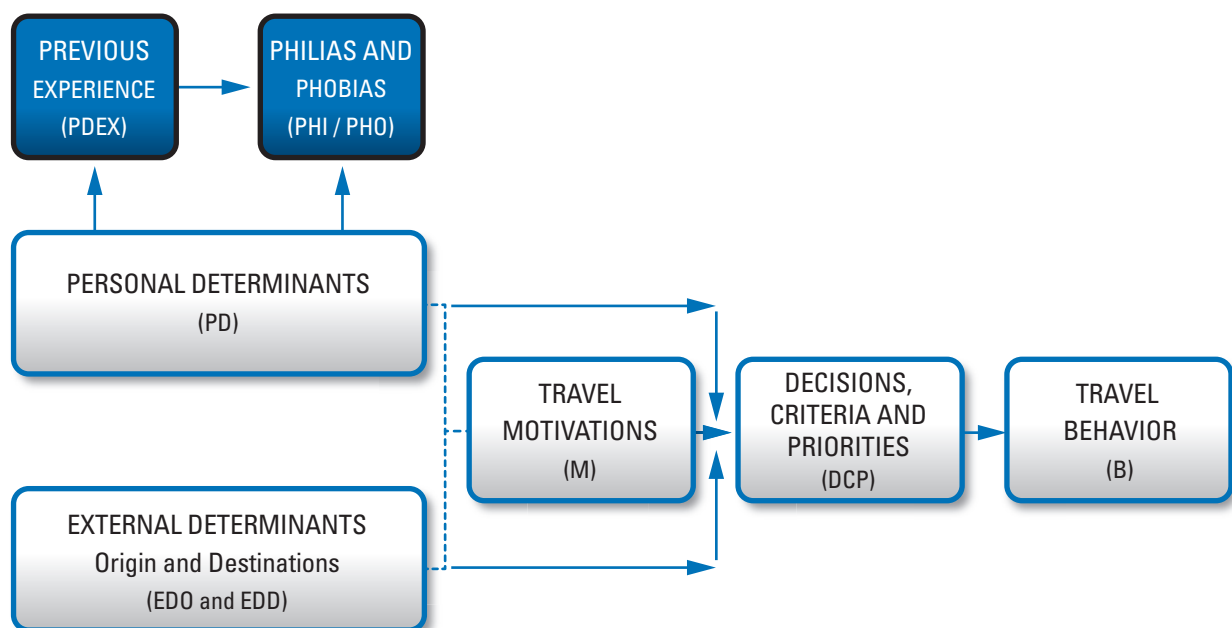 PREVIOUS
EXPERIENCE
(PDEX)
PHILIAS AND
PHOBIAS
(PHI / PHO)
PERSONAL DETERMINANTS
(PD)
TRAVEL
MOTIVATIONS
(M)
DECISIONS,
CRITERIA AND
PRIORITIES
(DCP)
TRAVEL
BEHAVIOR
(B)
EXTERNAL DETERMINANTS
Origin and Destinations
(EDO and EDD)